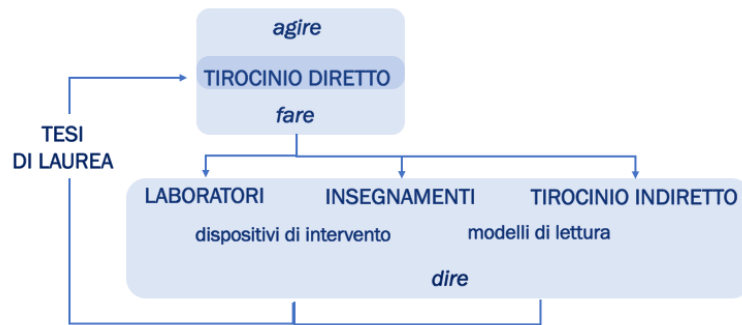 agire
TIROCINIO DIRETTO
fare
TESI
DI LAUREA
LABORATORI INSEGNAMENTI TIROCINIO INDIRETTO
dispositivi di intervento modelli di lettura
dire